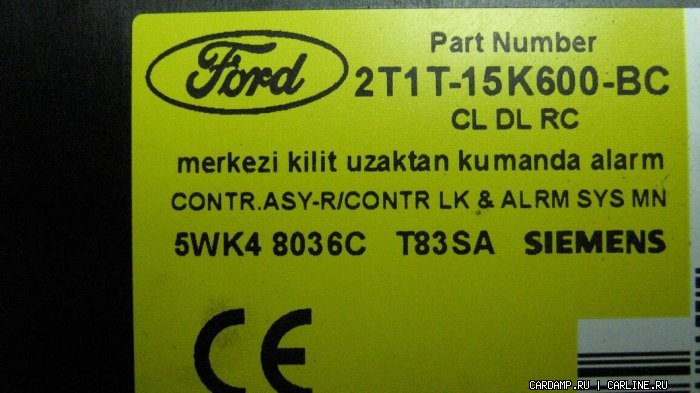 Ford
Part Number
2T1T-15K600-BC
CL DL RC
merkezi kilit uzaktan kumanda alarm
CONTR.ASY-R/CONTR LK & ALRM SYS MN
5WK4 8036C T83SA SIEMENS
CE
CARDAMP.RU | CARLINE.RU